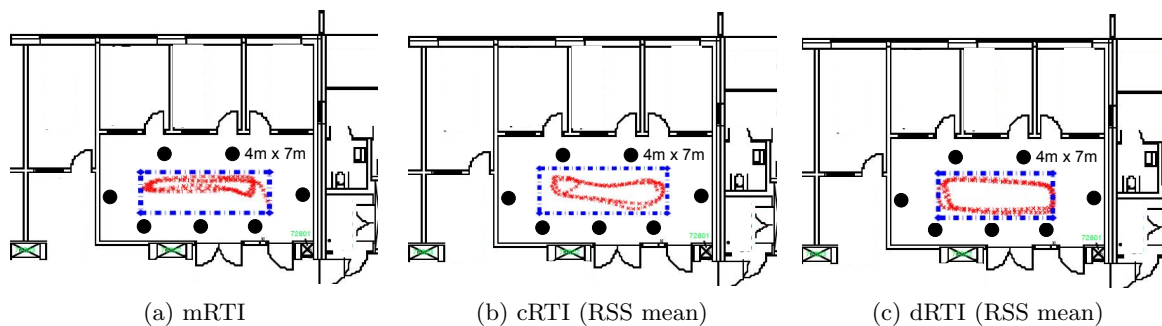 4m x 7m
72801
4m x 7m
72801
4m x 7m
72801
(a) mRTI
(b) cRTI (RSS mean)
(c) dRTI (RSS mean)